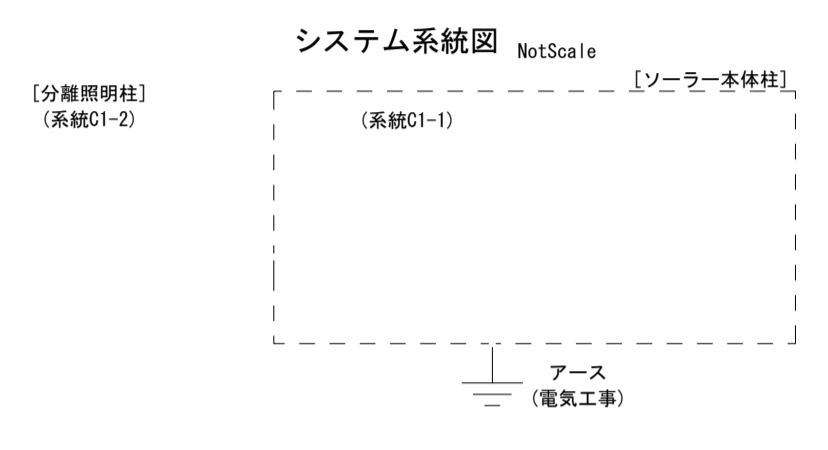 システム系統図 NotScale
[ソーラー本体柱]
[分離照明柱]
(系統C1-2)
(系統C1-1)
アース
(電気工事)